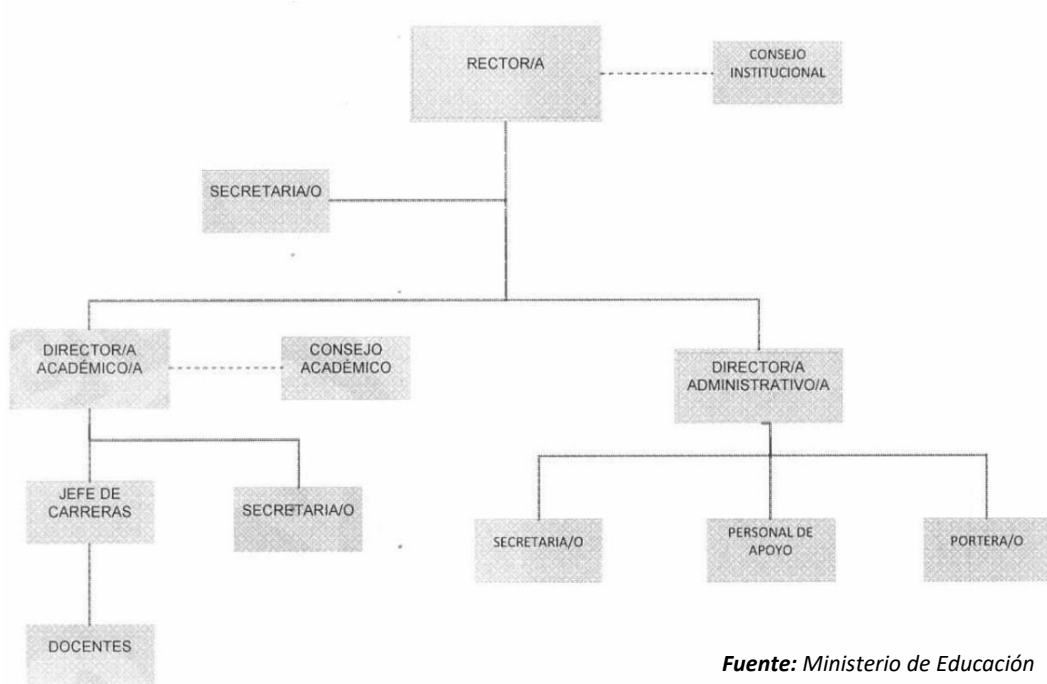 RECTOR/A
CONSEJO
INSTITUCIONAL
SECRETARIA/O
DIRECTOR/A
ACADÉMICO/A
CONSEJO
ACADÉMICO
DIRECTOR/A
ADMINISTRATIVO/A
JEFE DE
CARRERAS
SECRETARIA/O
SECRETARIA/O
PERSONAL DE
APOYO
PORTERA/O
DOCENTES
Fuente: Ministerio de Educación